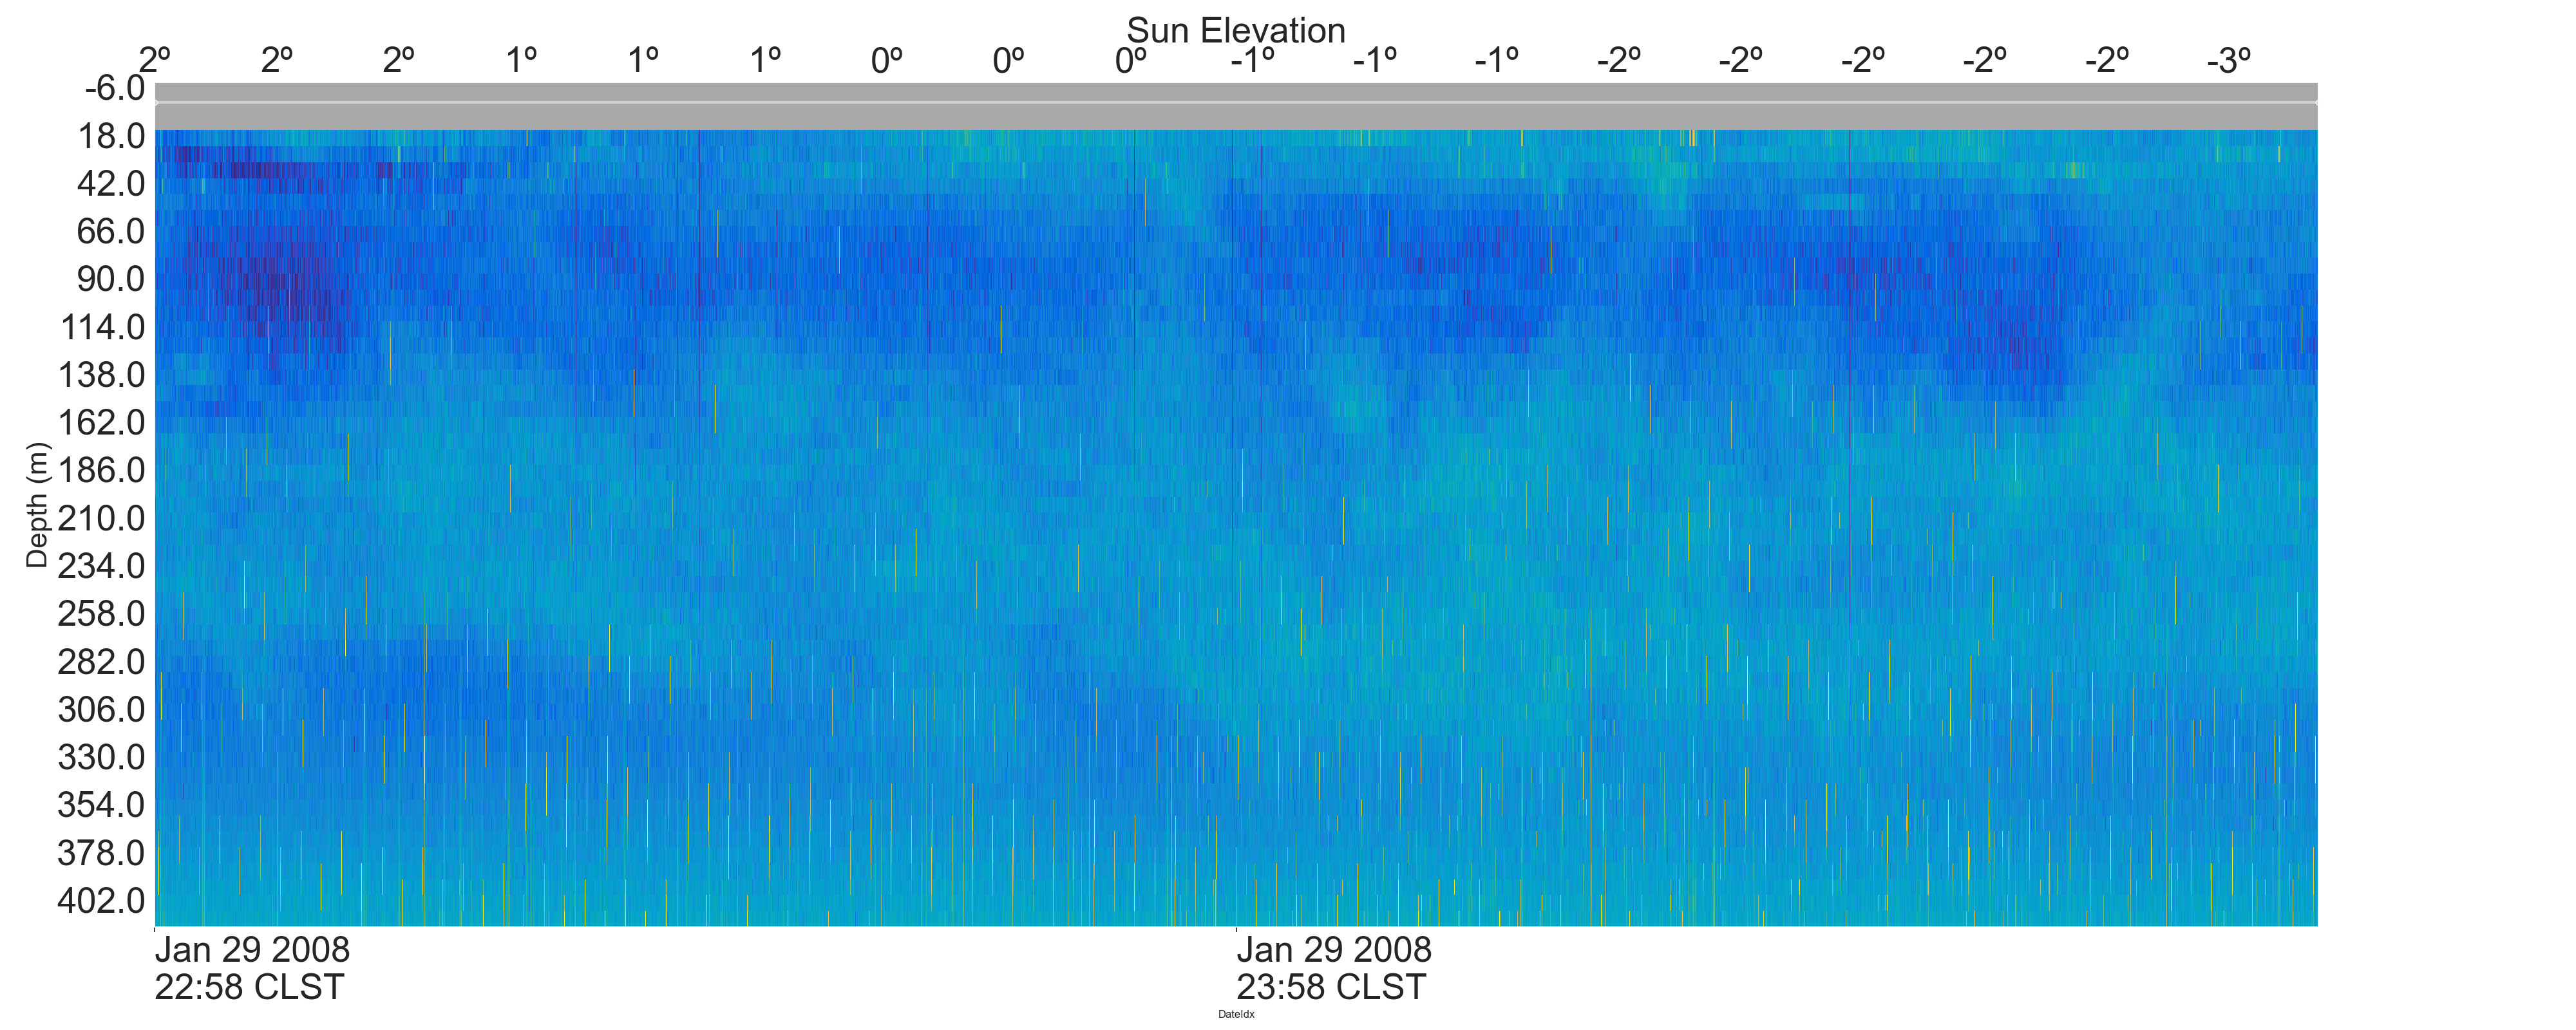 Sun Elevation
2º 2º 2º 1º 1º 1º 0º 0º 0º -1º -1º -1º -2º -2º -2º -2º -2º -3º
-6.0
18.0
42.0
66.0
90.0
114.0
138.0
162.0
186.0
210.0
234.0
258.0
282.0
306.0
330.0
354.0
378.0
402.0
Depth (m)
Jan 29 2008
22:58 CLST
Jan 29 2008
23:58 CLST
DateIdx